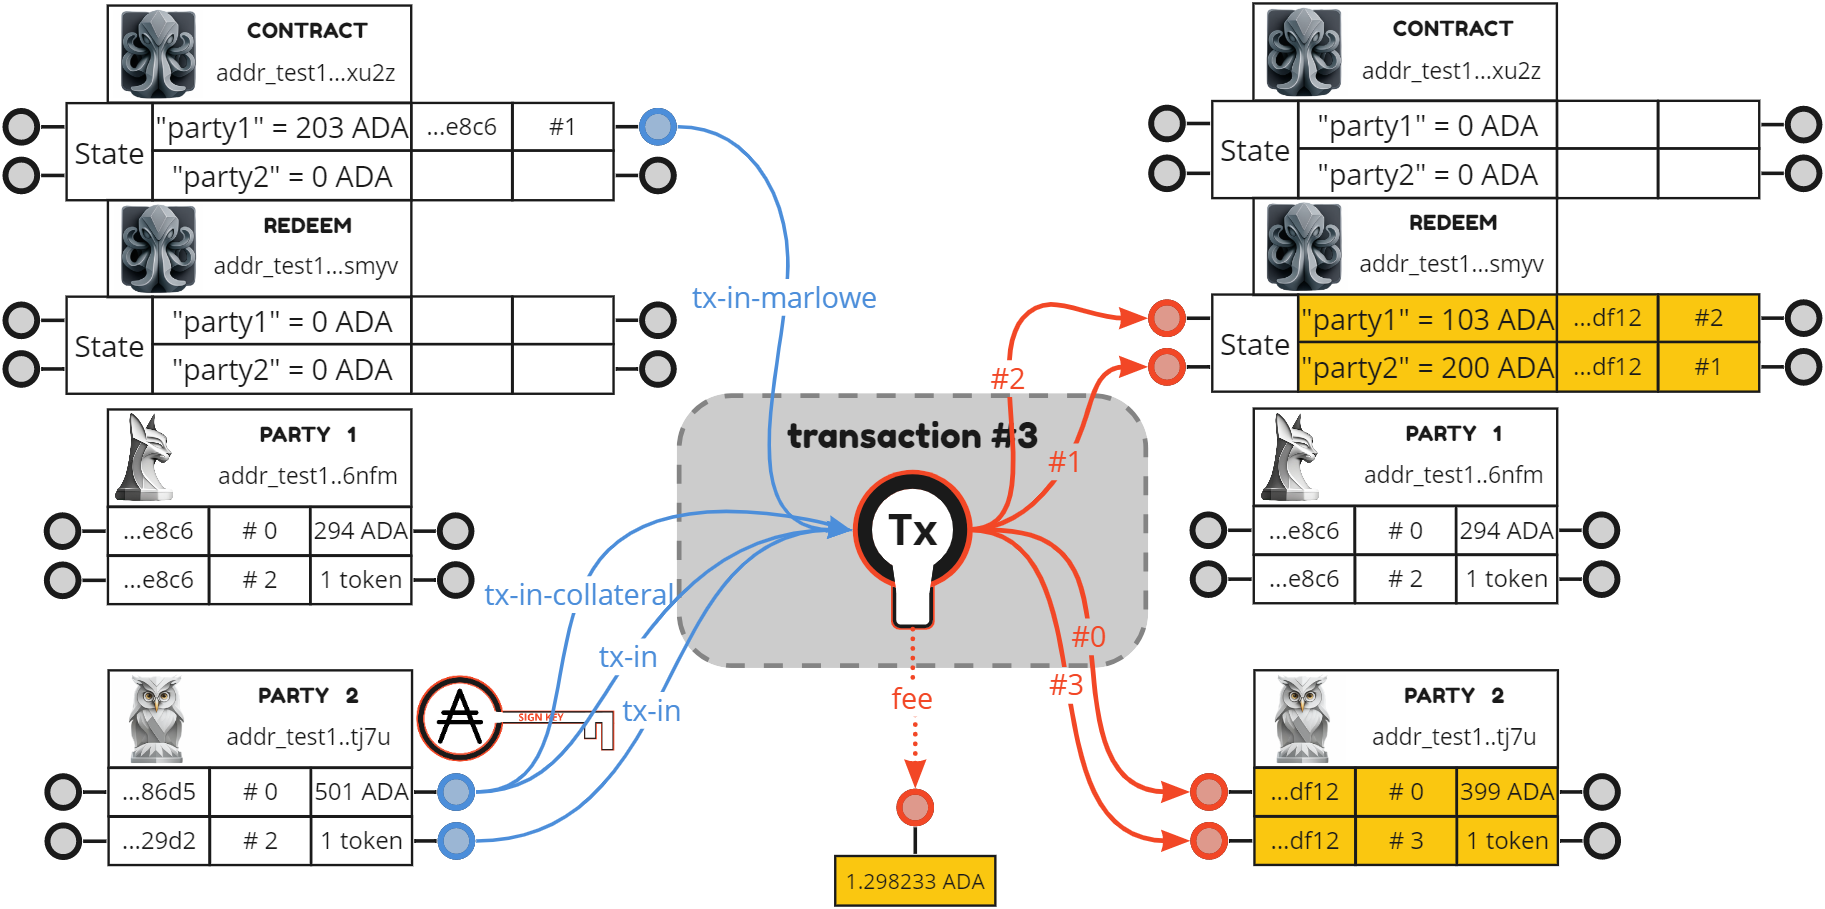 CONTRACT
addr_test1...xu2z
State
"party1" = 203 ADA
...e8c6
#1
"party2" = 0 ADA
REDEEM
addr_test1...smyv
State
"party1" = 0 ADA
"party2" = 0 ADA
PARTY 1
addr_test1..6nfm
...e8c6
# 0
294 ADA
...e8c6
# 2
1 token
PARTY 2
addr_test1..tj7u
SIGN KEY
...86d5
# 0
501 ADA
...29d2
# 2
1 token
tx-in-marlowe
tx-in-collateral
tx-in
tx-in
transaction #3
Tx
#2
#1
#0
#3
fee
1.298233 ADA
CONTRACT
addr_test1...xu2z
State
"party1" = 0 ADA
"party2" = 0 ADA
REDEEM
addr_test1...smyv
State
"party1" = 103 ADA
...df12
#2
"party2" = 200 ADA
...df12
#1
PARTY 1
addr_test1..6nfm
...e8c6
# 0
294 ADA
...e8c6
# 2
1 token
PARTY 2
addr_test1..tj7u
...df12
# 0
399 ADA
...df12
# 3
1 token